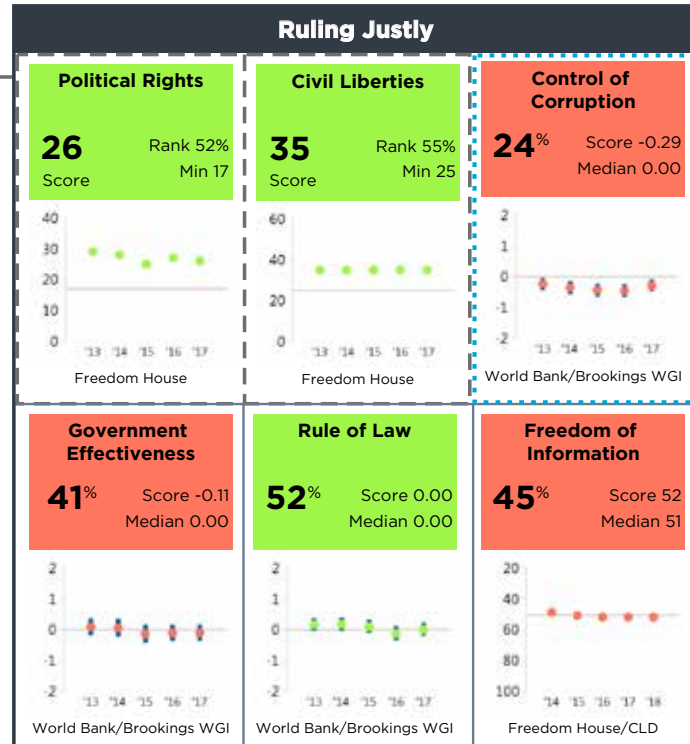 Ruling Justly
Political Rights
26
Score
Rank 52%
Min 17
40
30
20
10
0
'13 '14 '15 '16 '17
Freedom House
Civil Liberties
35
Score
Rank 55%
Min 25
60
40
20
0
'13 '14 '15 '16 '17
Freedom House
Control of
Corruption
24%
Score -0.29
Median 0.00
2
1
0
-1
-2
'13 '14 '15 '16 '17
World Bank/Brookings WGI
Government
Effectiveness
41%
Score -0.11
Median 0.00
2
1
0
-1
-2
'13 '14 '15 '16 '17
World Bank/Brookings WGI
Rule of Law
52%
Score 0.00
Median 0.00
2
1
0
-1
-2
'13 '14 '15 '16 '17
World Bank/Brookings WGI
Freedom of
Information
45%
Score 52
Median 51
20
40
60
80
100
'14 '15 '16 '17 '18
Freedom House/CLD